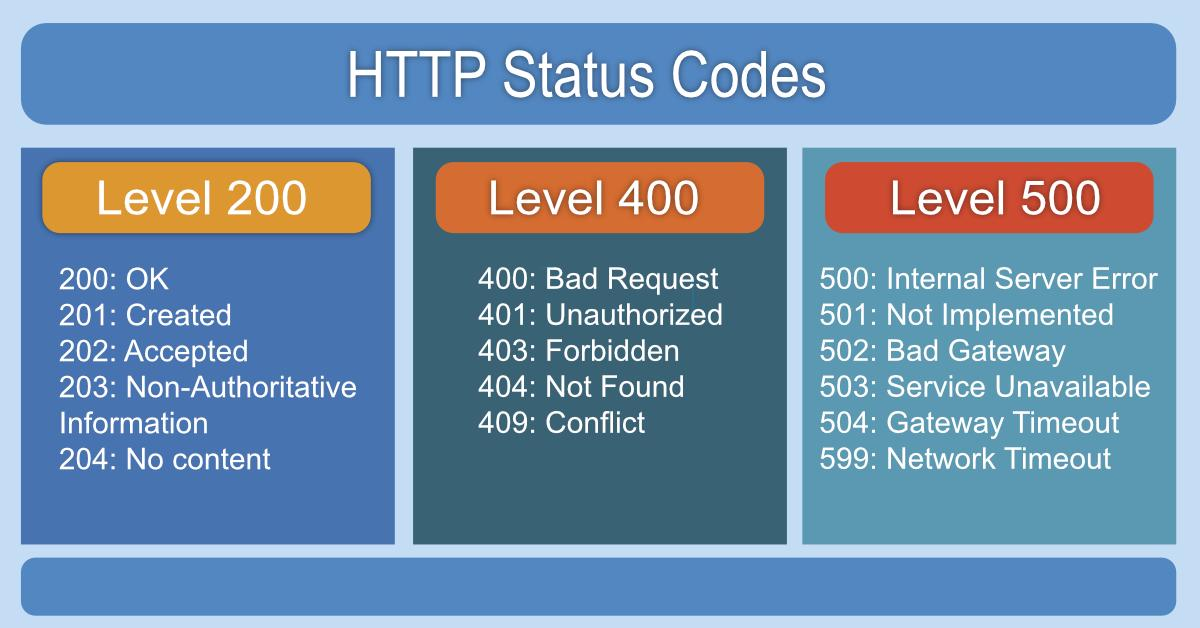 HTTP Status Codes
Level 200
200: OK
201: Created
202: Accepted
203: Non-Authoritative
Information
204: No content
Level 400
400: Bad Request
401: Unauthorized
403: Forbidden
404: Not Found
409: Conflict
Level 500
500: Internal Server Error
501: Not Implemented
502: Bad Gateway
503: Service Unavailable
504: Gateway Timeout
599: Network Timeout